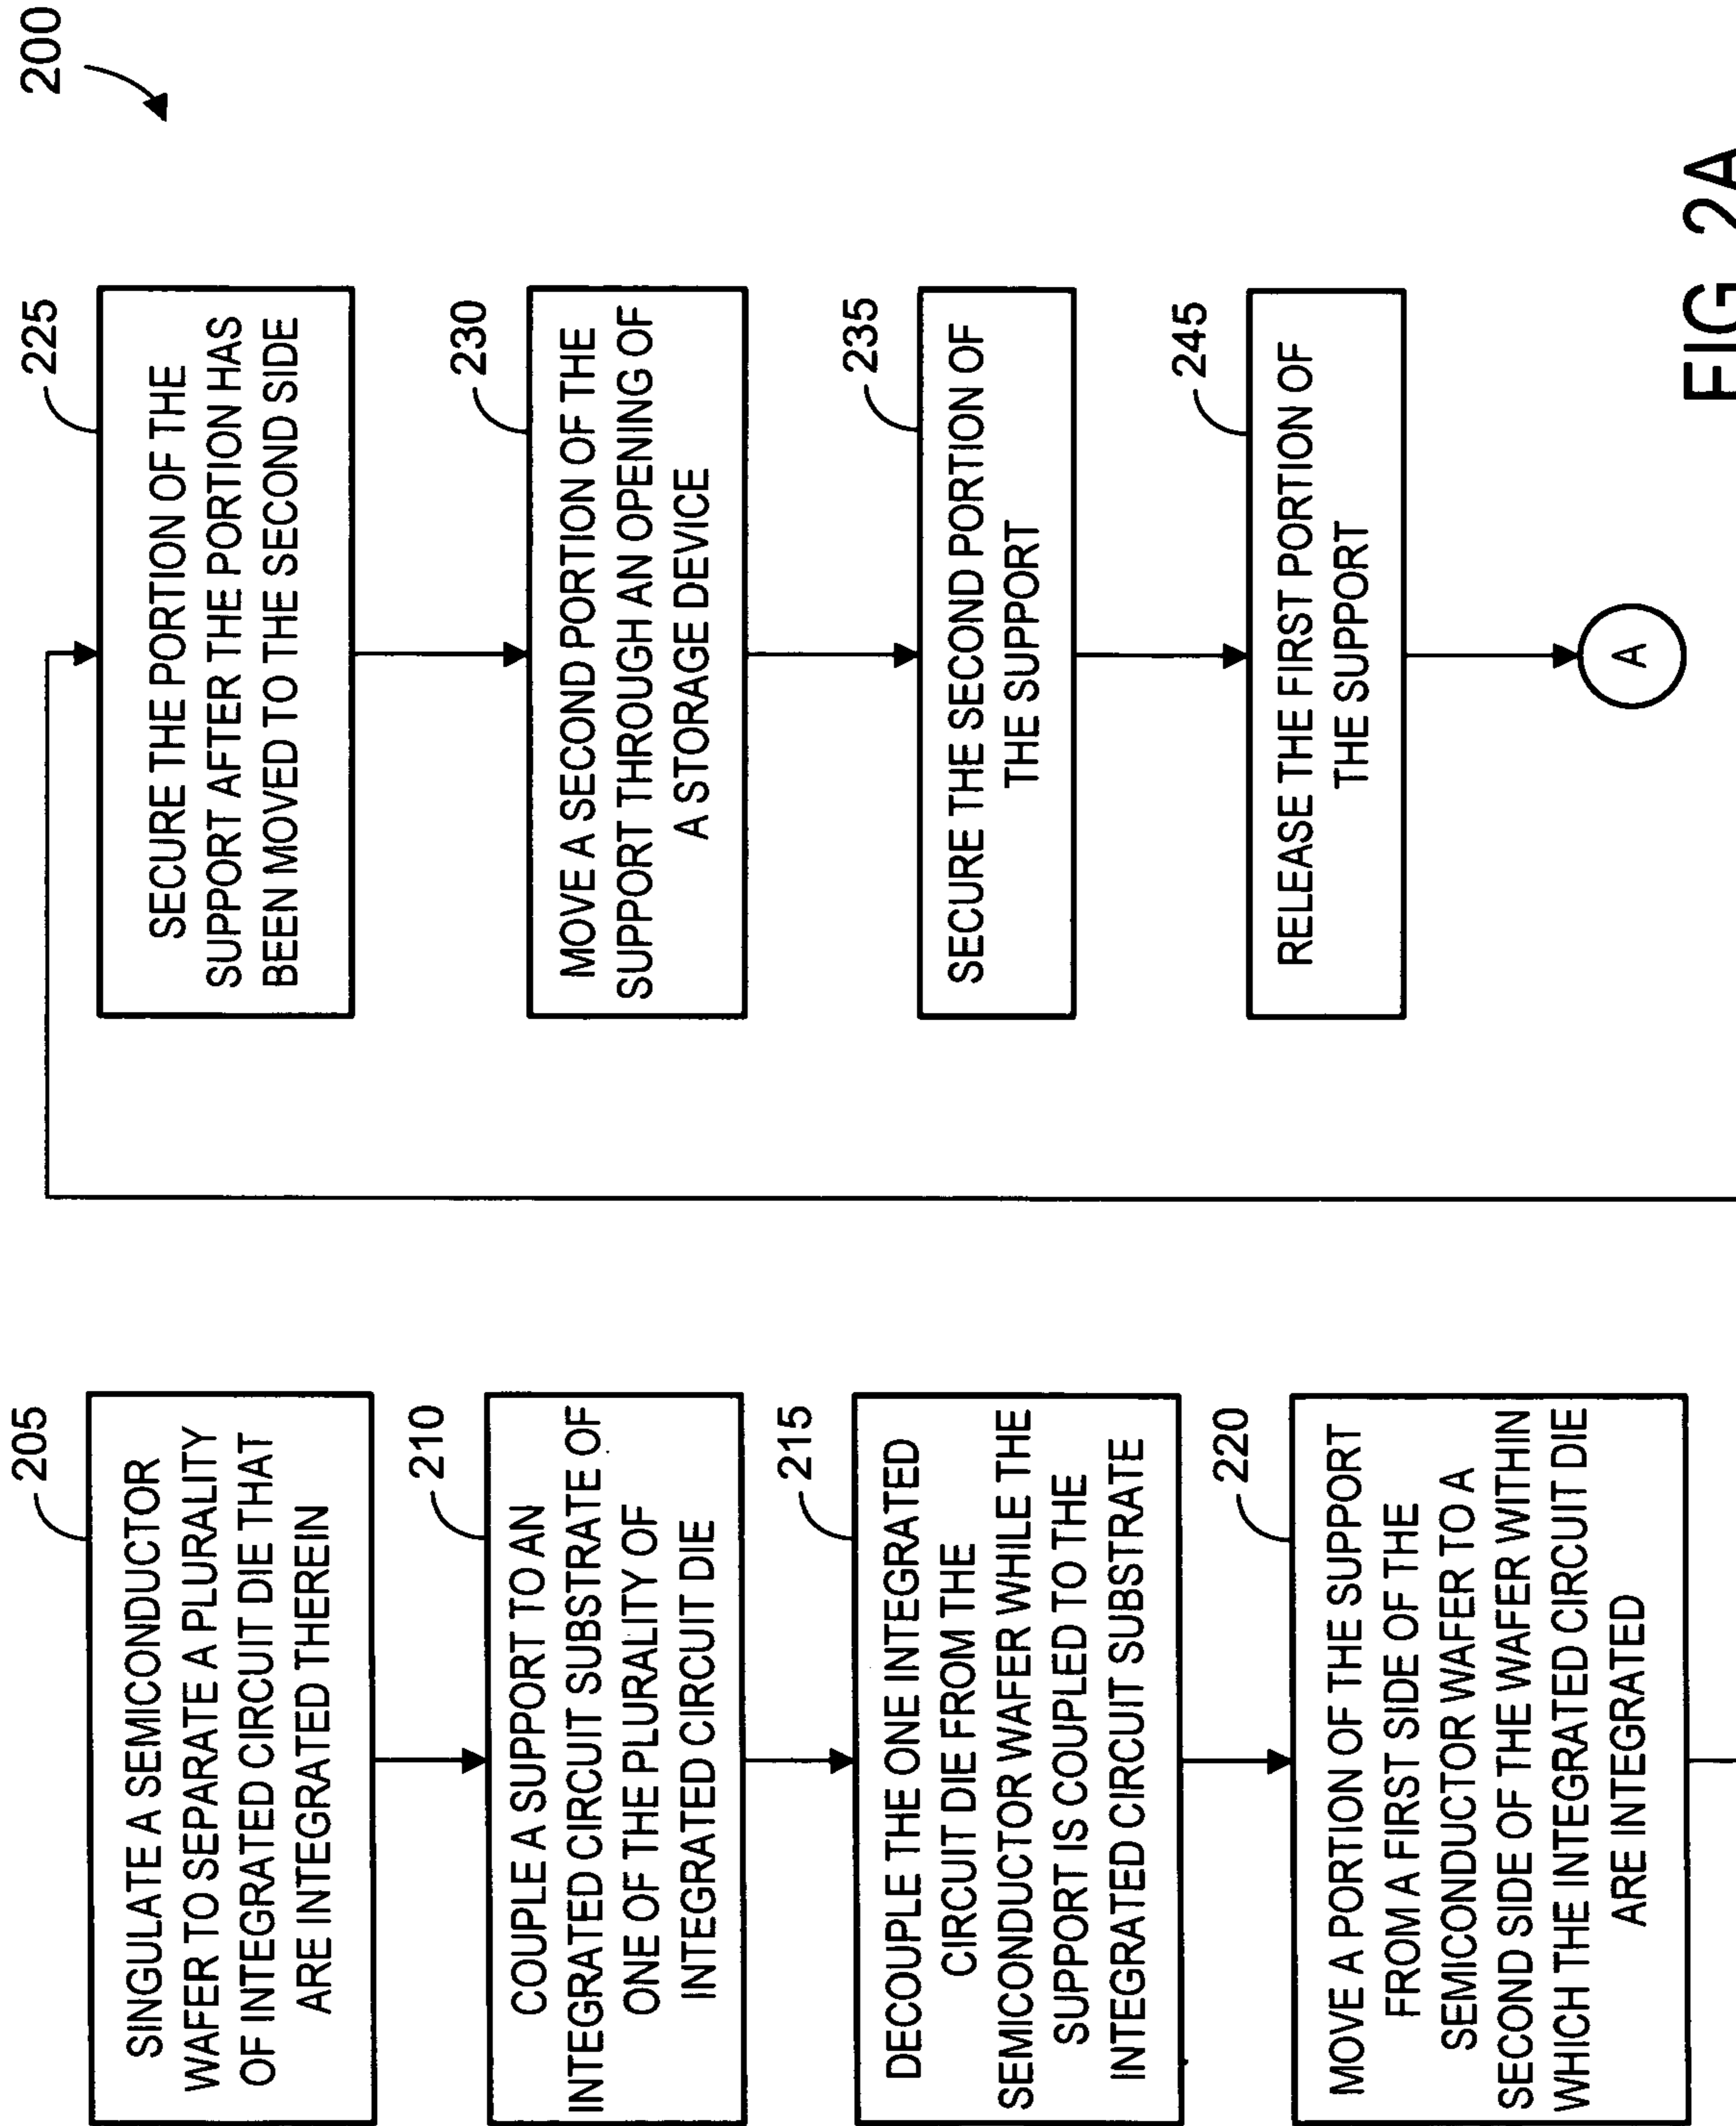 200
205
SINGULATE A SEMICONDUCTOR
WAFER TO SEPARATE A PLURALITY
OF INTEGRATED CIRCUIT DIE THAT
ARE INTEGRATED THEREIN
210
COUPLE A SUPPORT TO AN
INTEGRATED CIRCUIT SUBSTRATE OF
ONE OF THE PLURALITY OF
INTEGRATED CIRCUIT DIE
215
DECOUPLE THE ONE INTEGRATED
CIRCUIT DIE FROM THE
SEMICONDUCTOR WAFER WHILE THE
SUPPORT IS COUPLED TO THE
INTEGRATED CIRCUIT SUBSTRATE
220
MOVE A PORTION OF THE SUPPORT
FROM A FIRST SIDE OF THE
SEMICONDUCTOR WAFER TO A
SECOND SIDE OF THE WAFER WITHIN
WHICH THE INTEGRATED CIRCUIT DIE
ARE INTEGRATED
225
SECURE THE PORTION OF THE
SUPPORT AFTER THE PORTION HAS
BEEN MOVED TO THE SECOND SIDE
230
MOVE A SECOND PORTION OF THE
SUPPORT THROUGH AN OPENING OF
A STORAGE DEVICE
235
SECURE THE SECOND PORTION OF
THE SUPPORT
245
RELEASE THE FIRST PORTION OF
THE SUPPORT
A
FIG 2A